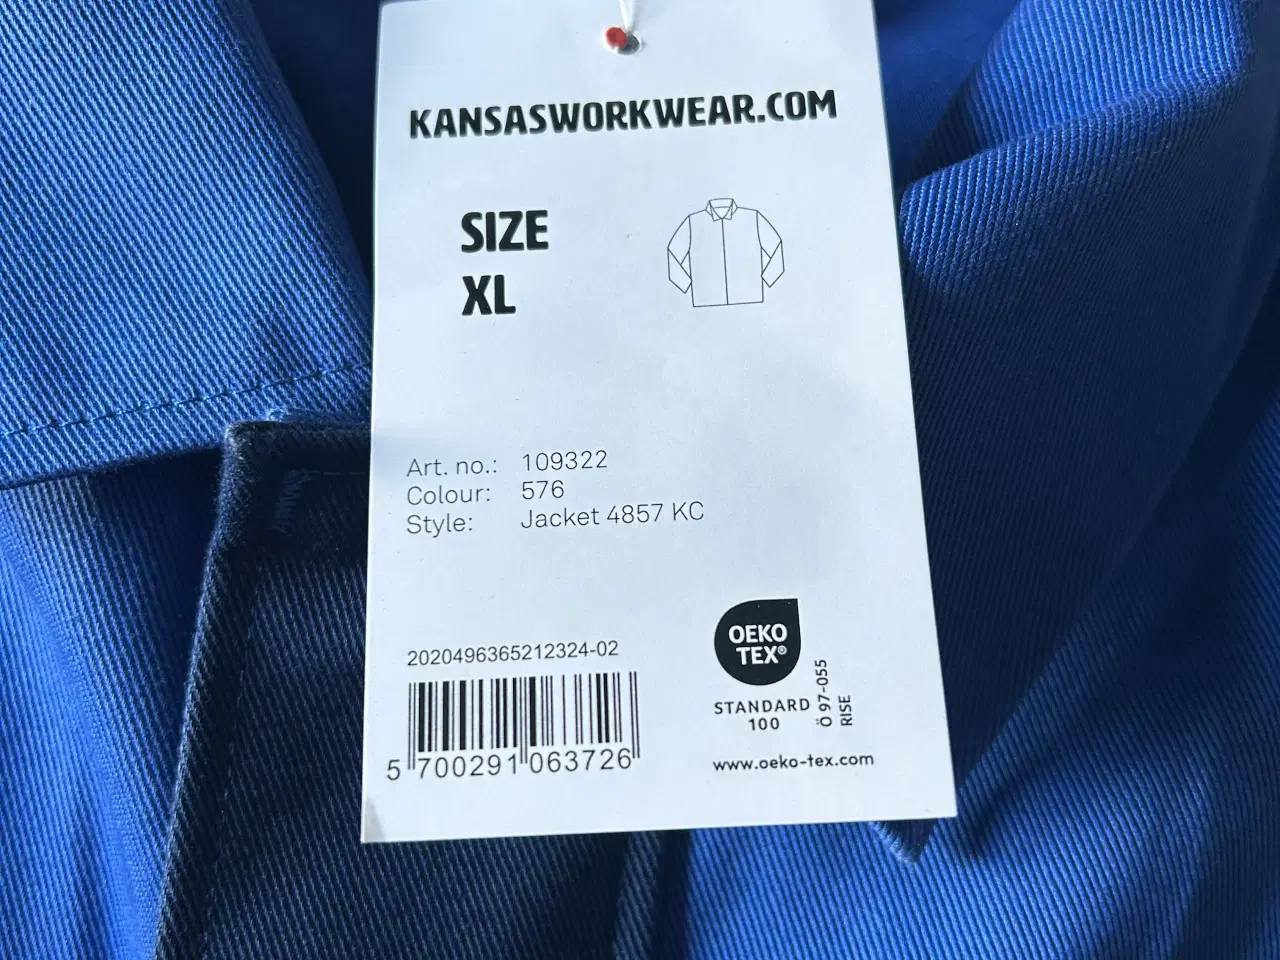 KANSASWORKWEAR.COM
SIZE
XL
Art. no.: 109322
Colour: 576
Style: Jacket 4857 KC
2020496365212324-02
5 700291 063726
OEKO
TEX®
STANDARD
100
Ö 97-055
RISE
www.oeko-tex.com